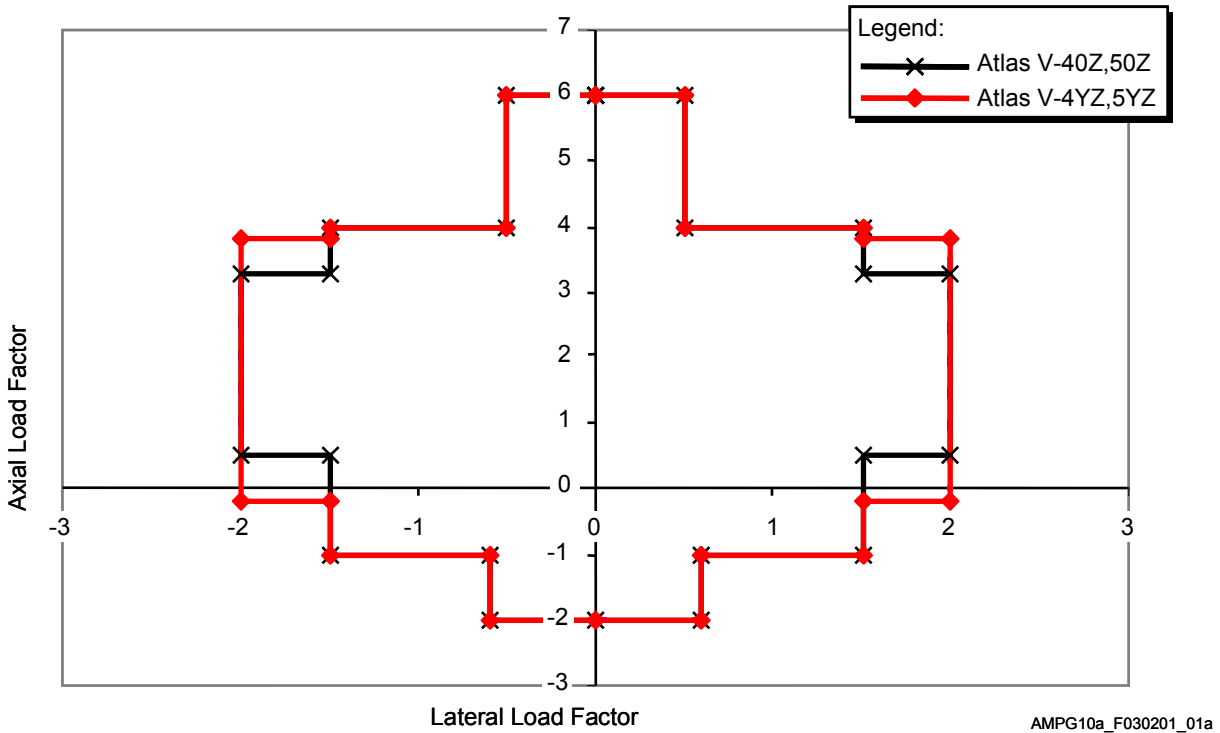 7
Legend:
Atlas V-40Z,50Z
Atlas V-4YZ,5YZ
6
5
4
3
2
1
0
-3 -2 -1 0 1 2 3
-1
-2
-3
Axial Load Factor
Lateral Load Factor
AMPG10a_F030201_01a